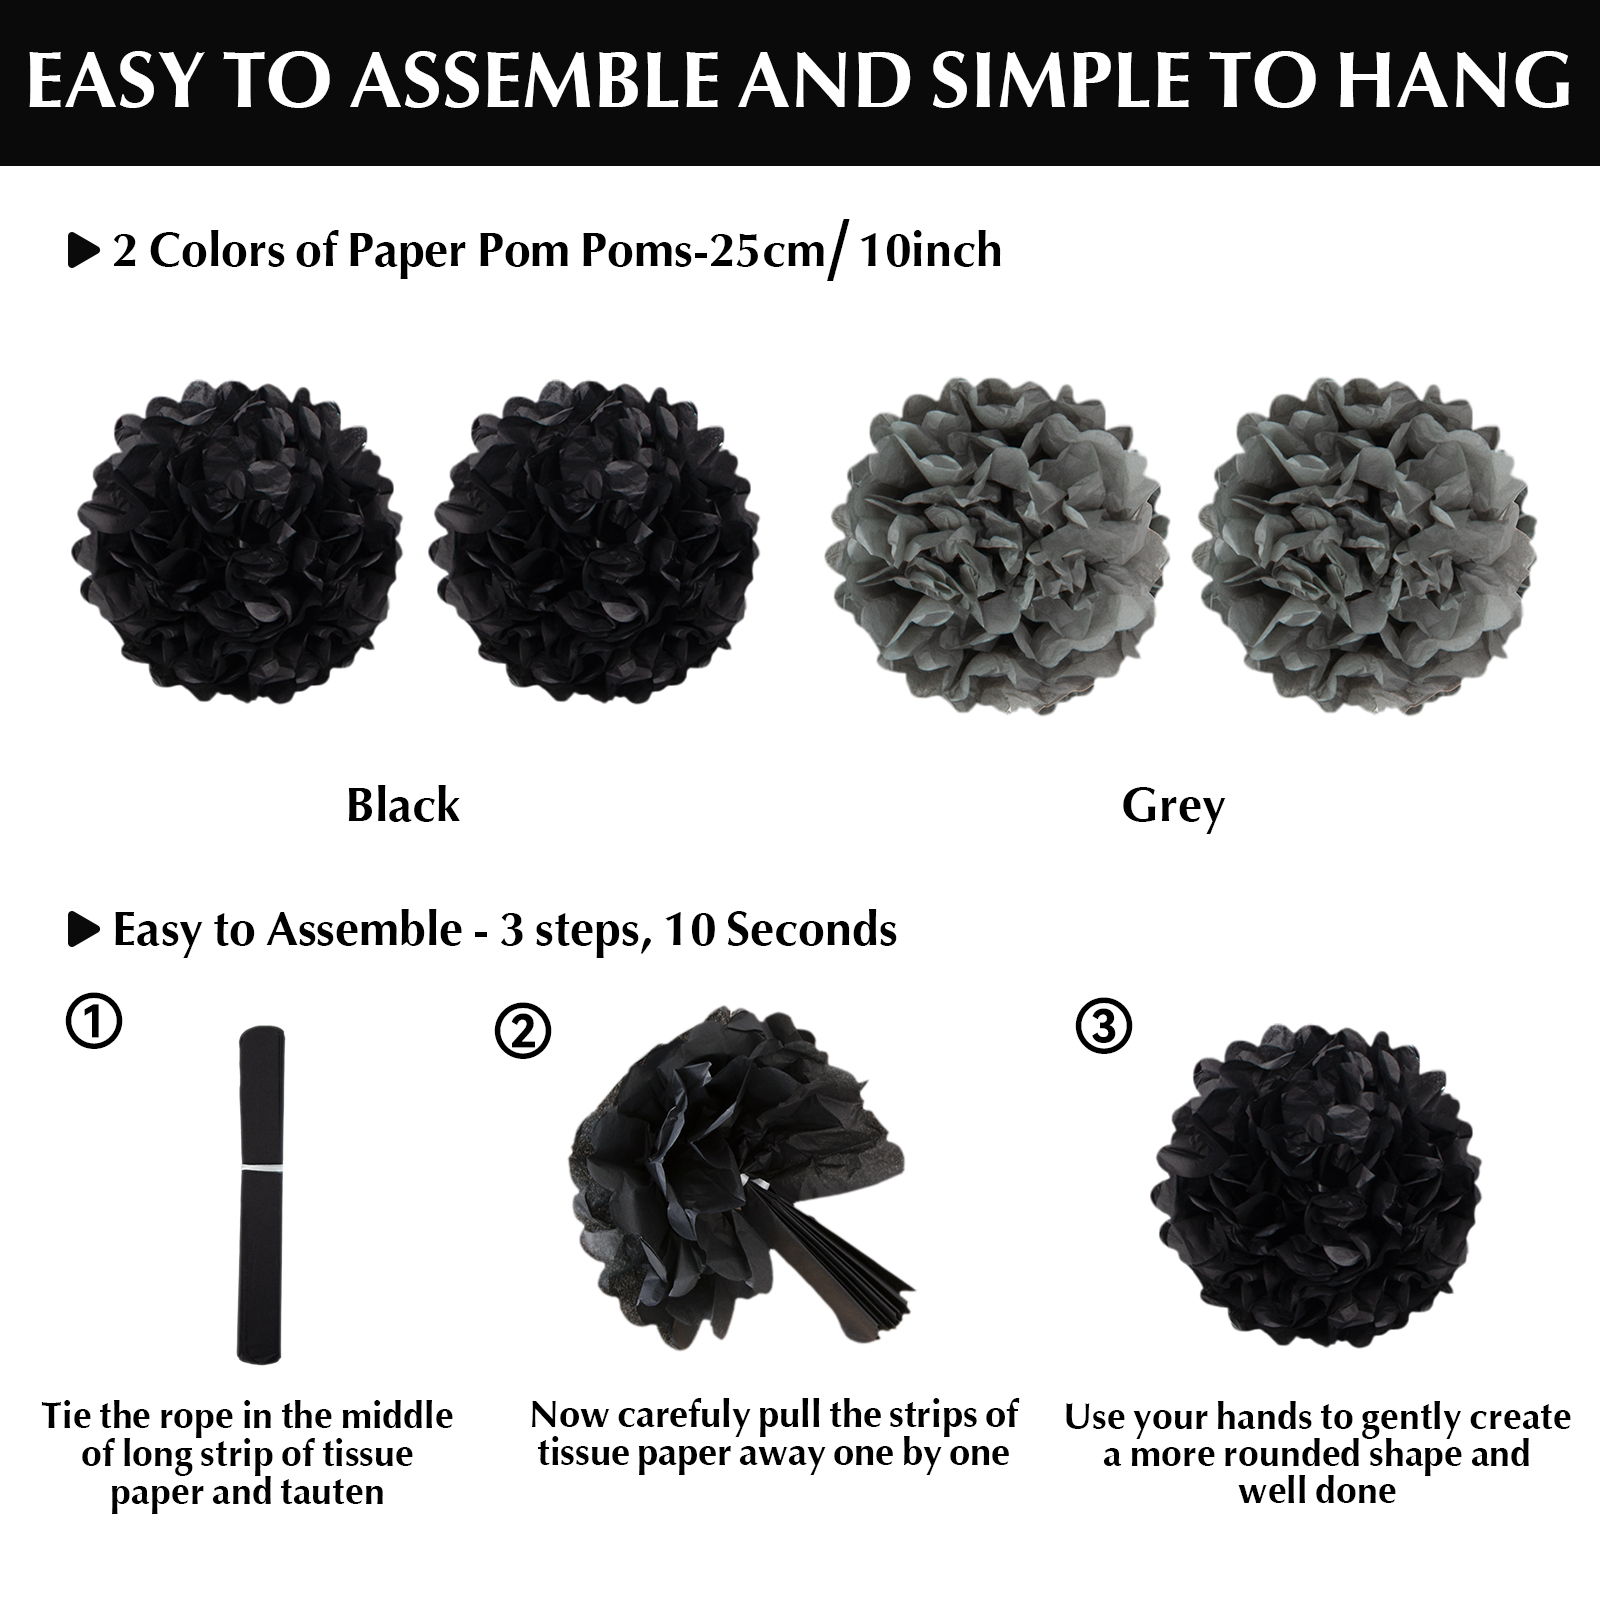 EASY TO ASSEMBLE AND SIMPLE TO HANG
2 Colors of Paper Pom Poms-25cm/ 10inch
Black
Grey
Easy to Assemble - 3 steps, 10 Seconds
1
2
3
Tie the rope in the middle
of long strip of tissue
paper and tauten
Now carefuly pull the strips of
tissue paper away one by one
Use your hands to gently create
a more rounded shape and
well done